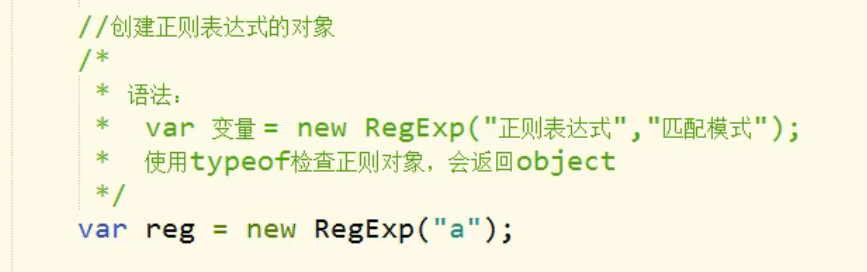 //创建正则表达式的对象
/*
* 语法：
* var 变量 = new RegExp("正则表达式","匹配模式");
* 使用typeof检查正则对象，会返回object
*/
var reg = new RegExp("a");